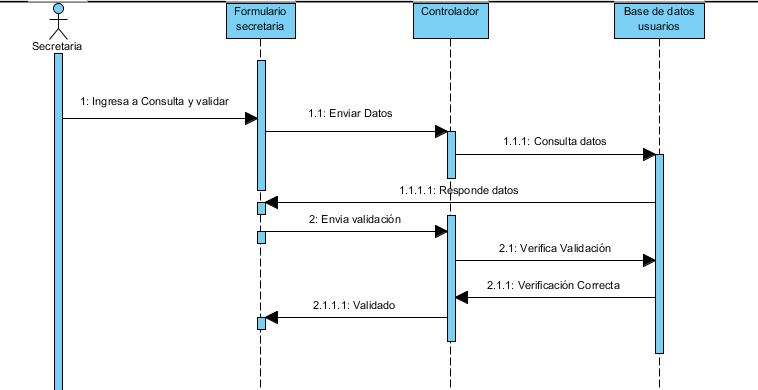 Formulario
secretaria
Controlador
Base de datos
usuarios
Secretaria
1: Ingresa a Consulta y validar
1.1: Enviar Datos
1.1.1: Consulta datos
1.1.1.1: Responde datos
2: Envia validación
2.1: Verifica Validación
2.1.1: Verificación Correcta
2.1.1.1: Validado